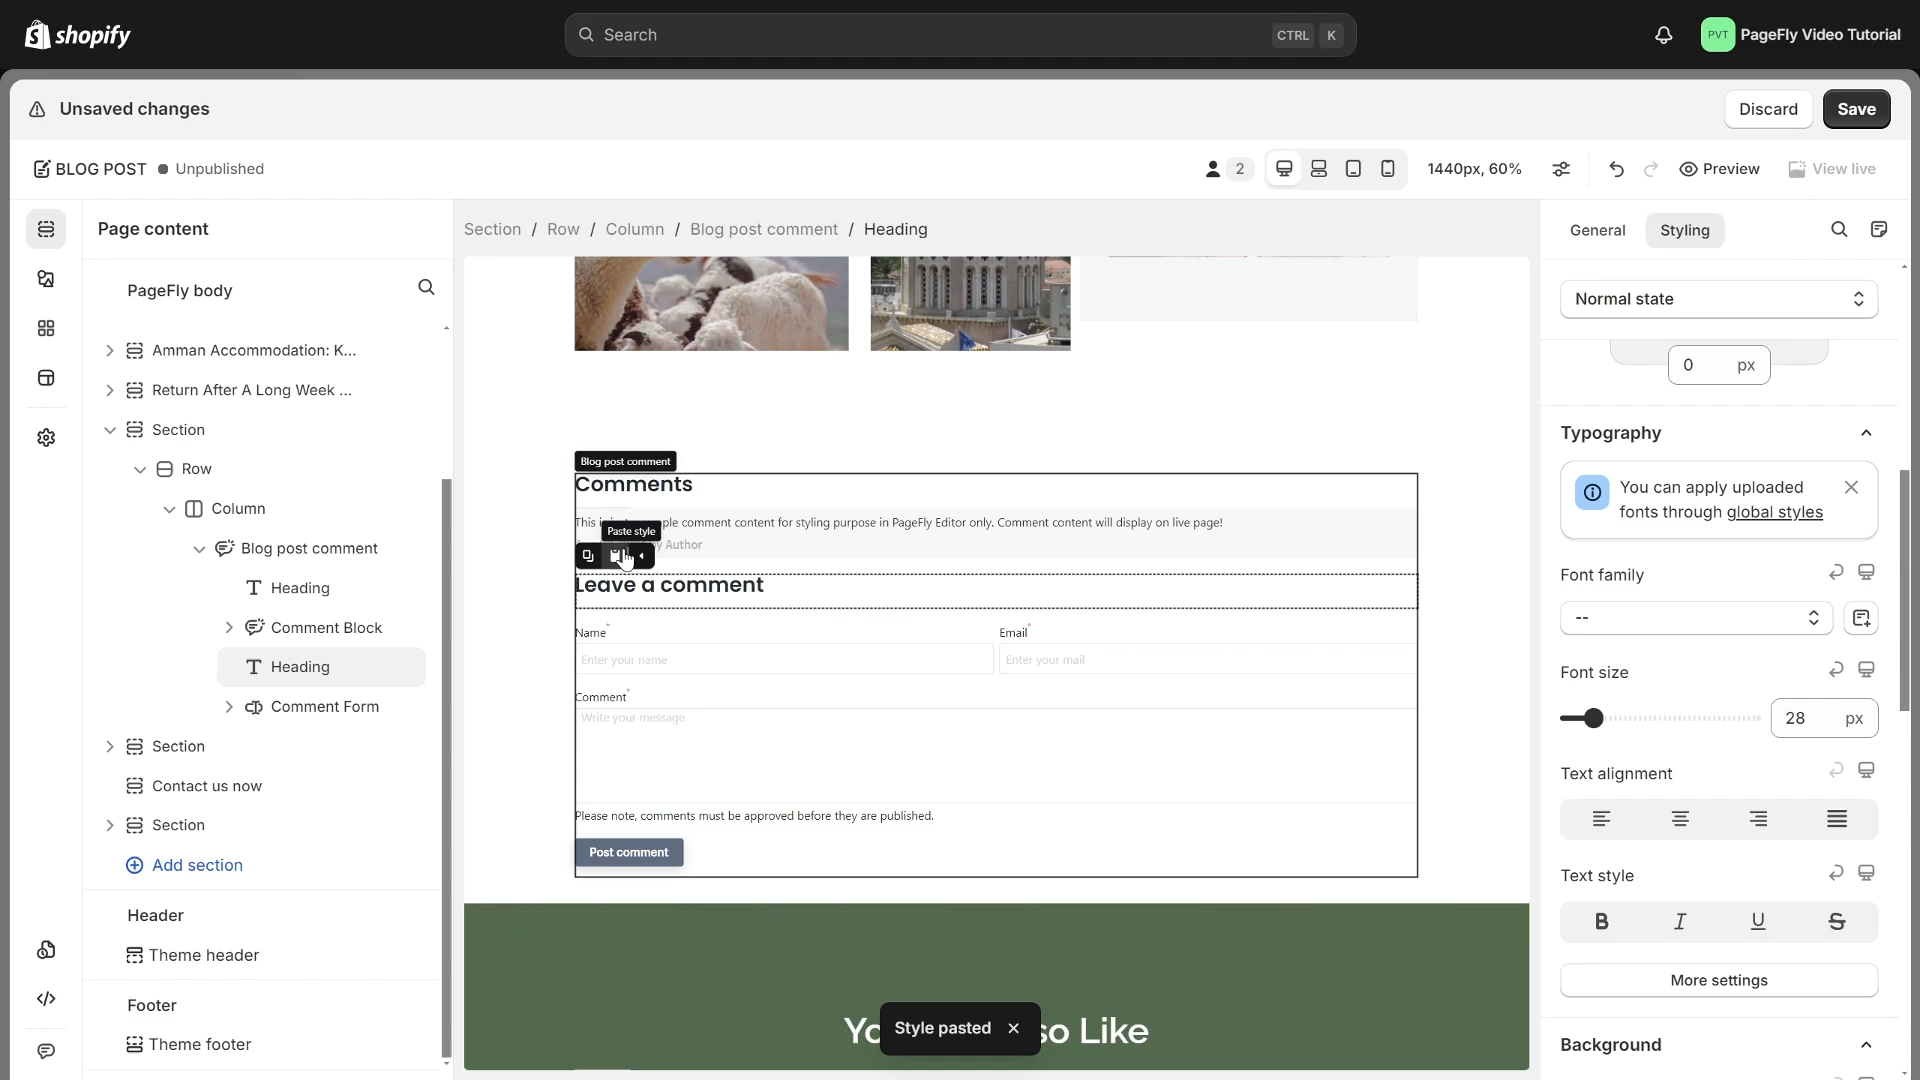 shopify
Search
CTRL K
PVT
PageFly Video Tutorial
Unsaved changes
Discard
Save
BLOG POST
Unpublished
2
1440px, 60%
Preview
View live
Page content
Section / Row / Column / Blog post comment / Heading
General
Styling
PageFly body
Normal state
Amman Accommodation: K...
Return After A Long Week ...
Section
Row
Column
Blog post comment
Heading
Comment Block
Heading
Comment Form
Section
Contact us now
Section
Add section
Header
Theme header
Footer
Theme footer
Blog post comment
Comments
This ple comment content for styling purpose in PageFly Editor only. Comment content will display on live page!
Paste style
y Author
Leave a comment
Name*
Email*
Enter your name
Enter your mail
Comment*
Write your message
Please note, comments must be approved before they are published.
Post comment
Yo so Like
Style pasted
0 px
Typography
You can apply uploaded
fonts through global styles
Font family
--
Font size
28 px
Text alignment
Text style
B I U S
More settings
Background